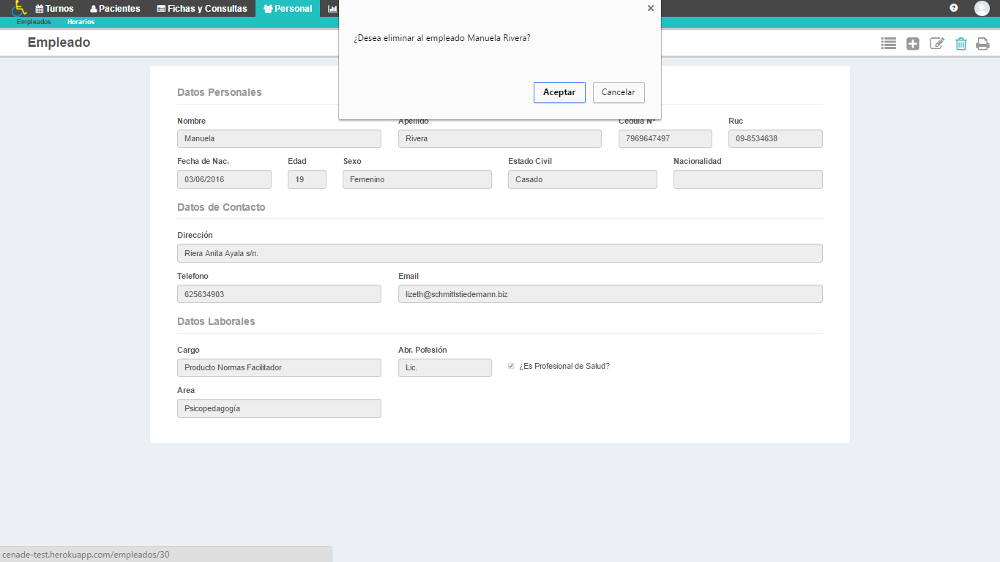 Turnos Pacientes Fichas y Consultas Personal
Empleados Horarios
Empleado
¿Desea eliminar al empleado Manuela Rivera?
Aceptar Cancelar
Datos Personales
Nombre Apellido Cedula N° Ruc
Manuela Rivera 7969647497 09-8534638
Fecha de Nac. Edad Sexo Estado Civil Nacionalidad
03/06/2016 19 Femenino Casado
Datos de Contacto
Dirección
Riera Anita Ayala s/n.
Telefono Email
625634903 lizeth@schmittstiedemann.biz
Datos Laborales
Cargo Abr. Pofesión
Producto Normas Facilitador Lic. ¿Es Profesional de Salud?
Area
Psicopedagogía
cenade-test.herokuapp.com/empleados/30